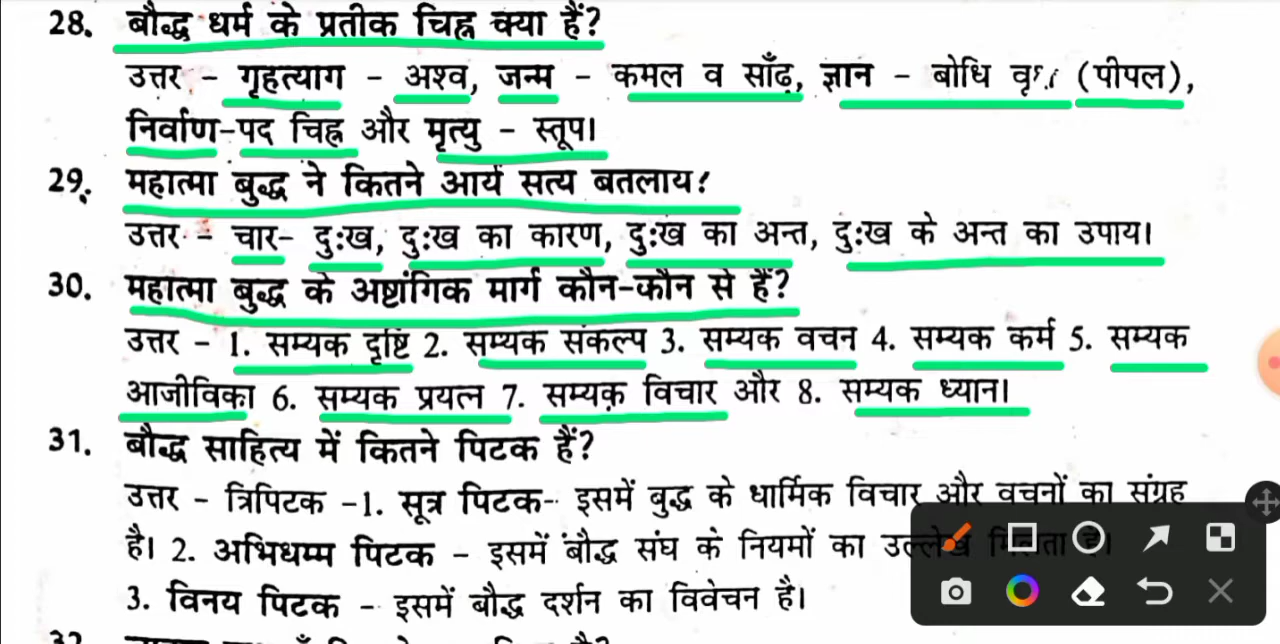 28. बौद्ध धर्म के प्रतीक चिह्न क्या हैं?
उत्तर - गृहत्याग - अश्व, जन्म - कमल व साँढ़, ज्ञान - बोधि (पीपल),
निर्वाण-पद चिह्न और मृत्यु - स्तूप।
29. महात्मा बुद्ध ने कितने आर्य सत्य बतलाय?
उत्तर - चार- दुःख, दुःख का कारण, दुःख का अन्त, दुःख के अन्त का उपाय।
30. महात्मा बुद्ध के अष्टांगिक मार्ग कौन-कौन से हैं?
उत्तर - 1. सम्यक दृष्टि 2. सम्यक संकल्प 3. सम्यक वचन 4. सम्यक कर्म 5. सम्यक
आजीविका 6. सम्यक प्रयत्न 7. सम्यक़ विचार और 8. सम्यक ध्यान।
31. बौद्ध साहित्य में कितने पिटक हैं?
उत्तर - त्रिपिटक -1. सूत्र पिटक- इसमें बुद्ध के धार्मिक विचार और वचनों का संग्रह
है। 2. अभिधम्म पिटक - इसमें बौद्ध संघ के नियमों का उल्लेख मिलता है।
3. विनय पिटक - इसमें बौद्ध दर्शन का विवेचन है।